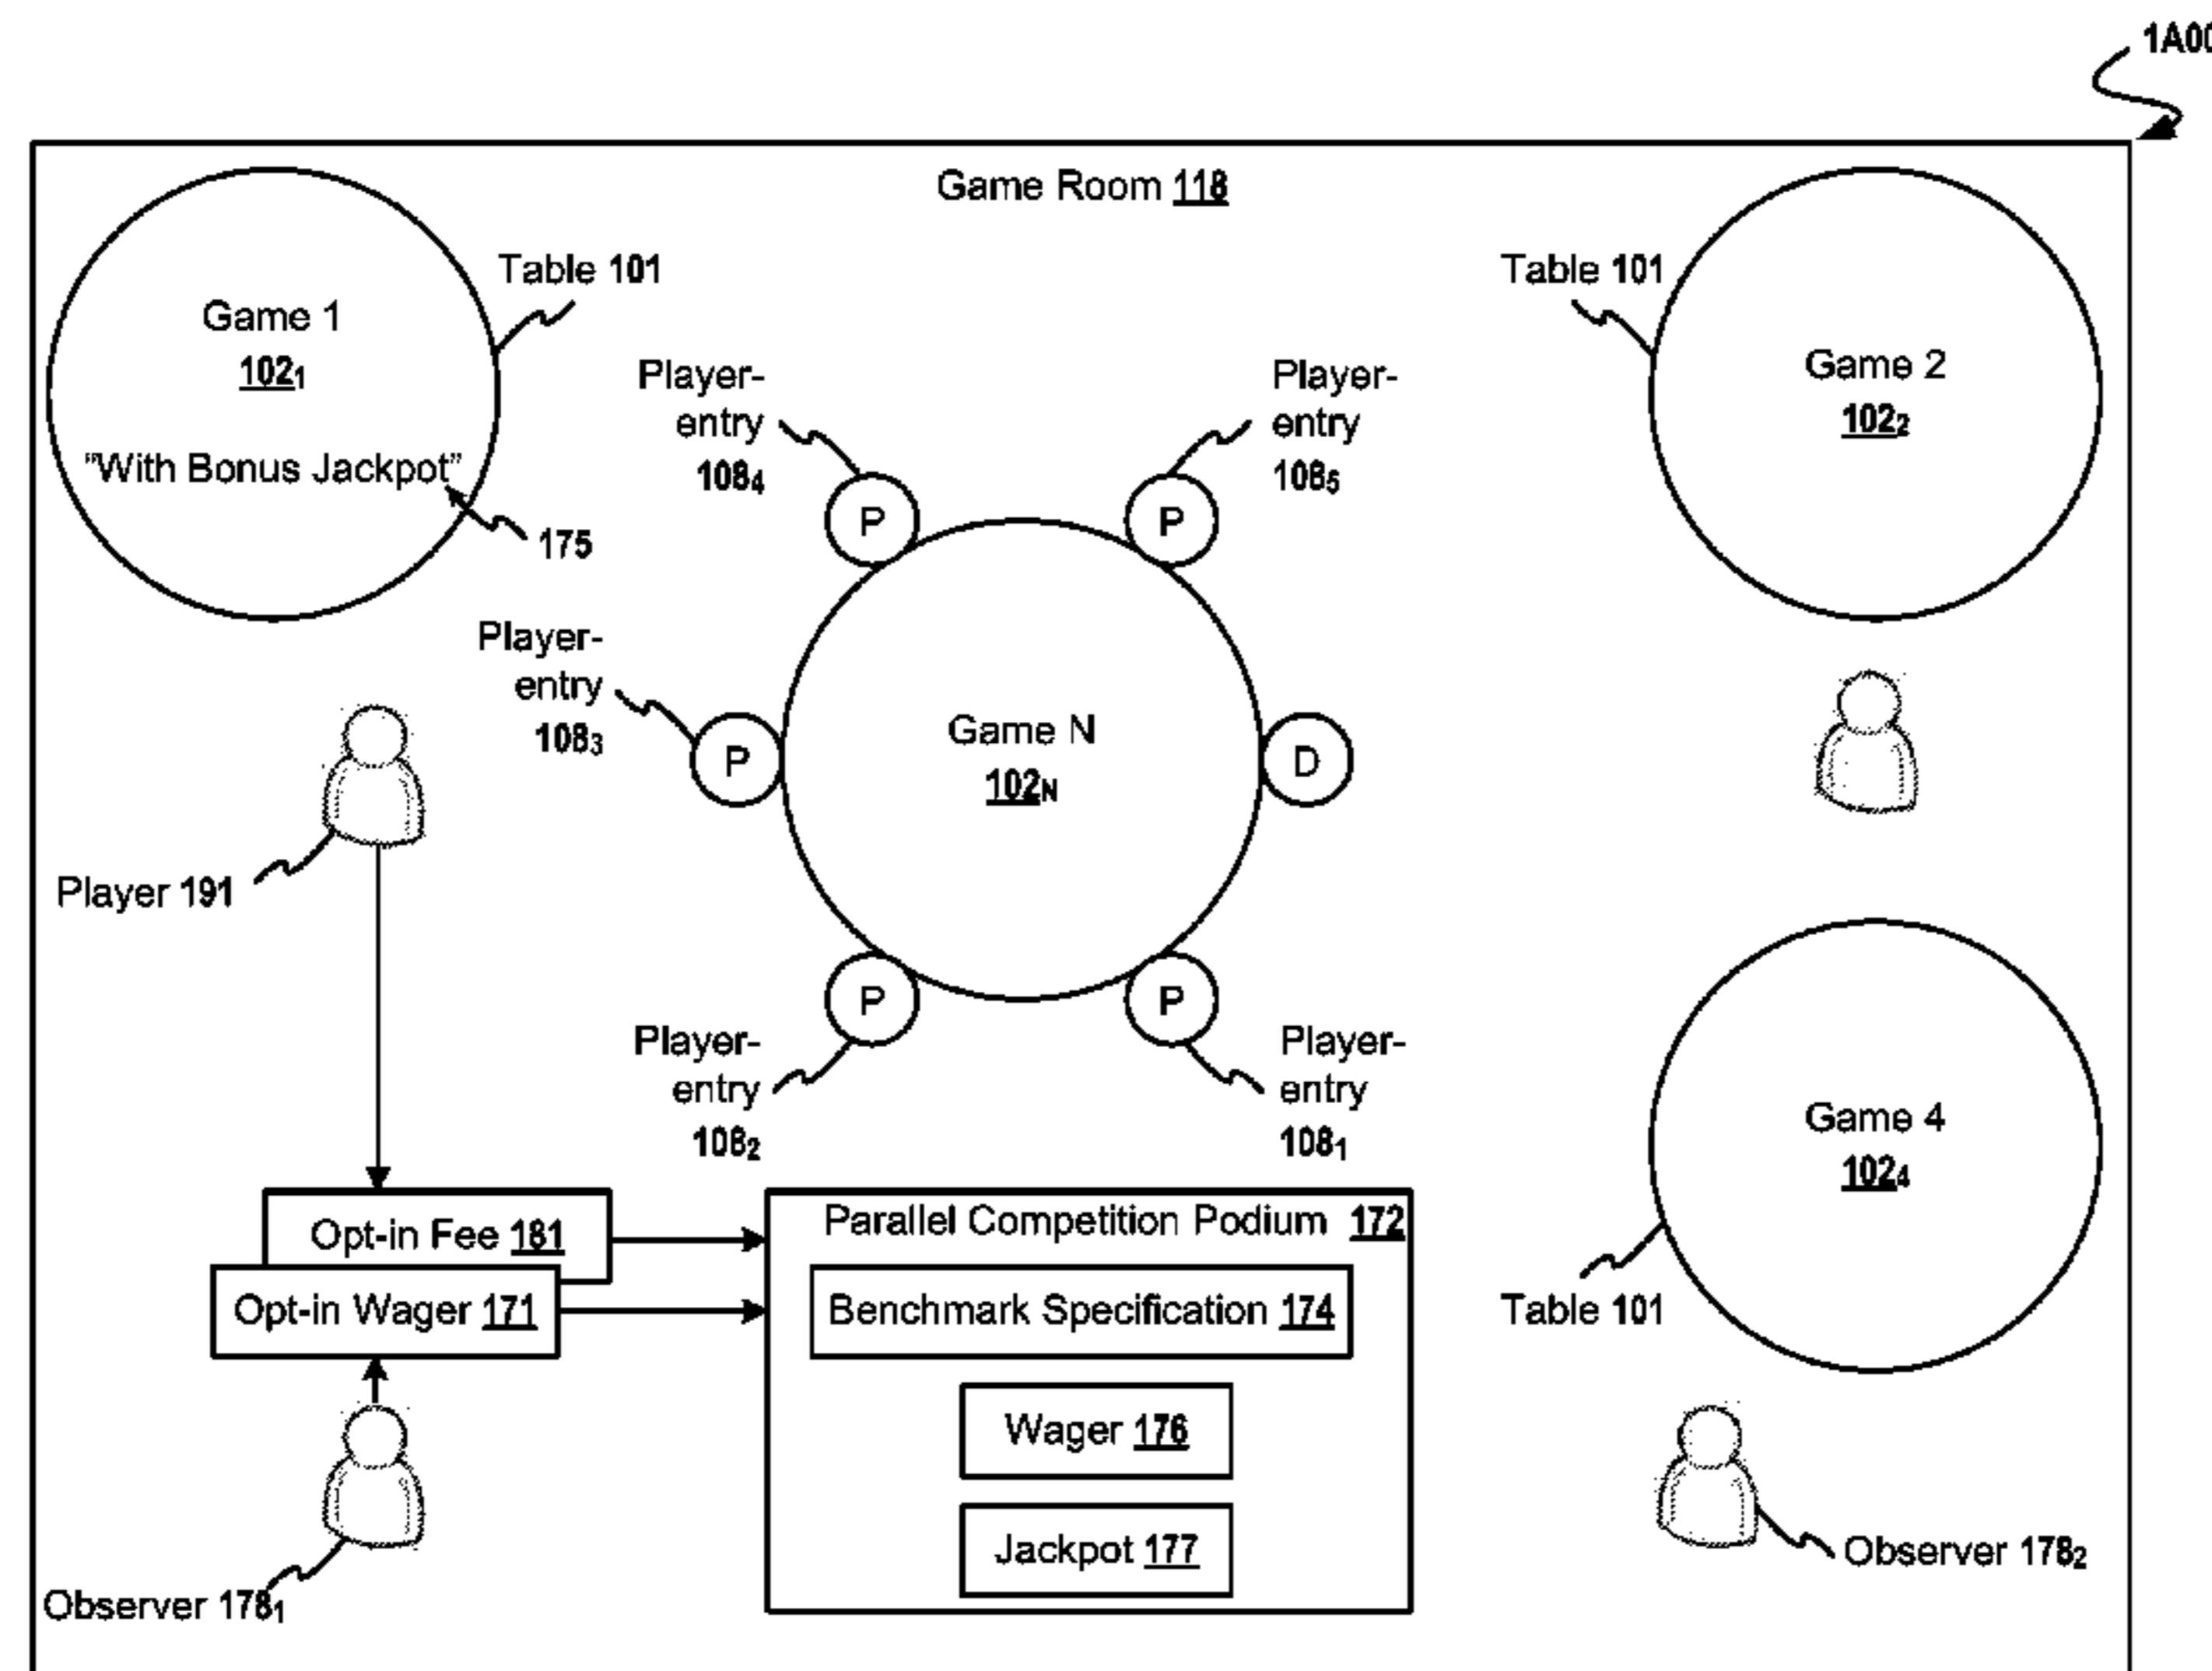 1A00
Game Room 118
Table 101
Game 1
102₁
"With Bonus Jackpot"
175
Table 101
Game 2
102₂
Player-
entry
108₄
Player-
entry
108₅
Player-
entry
108₃
P
P
P
Game N
102N
D
P
P
Player 191
Player-
entry
108₂
Player-
entry
108₁
Game 4
102₄
Table 101
Opt-in Fee 181
Opt-in Wager 171
Parallel Competition Podium 172
Benchmark Specification 174
Wager 176
Jackpot 177
Observer 178₁
Observer 178₂